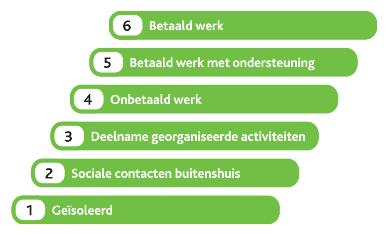 6 Betaald werk
5 Betaald werk met ondersteuning
4 Onbetaald werk
3 Deelname georganiseerde activiteiten
2 Sociale contacten buitenshuis
1 Geïsoleerd